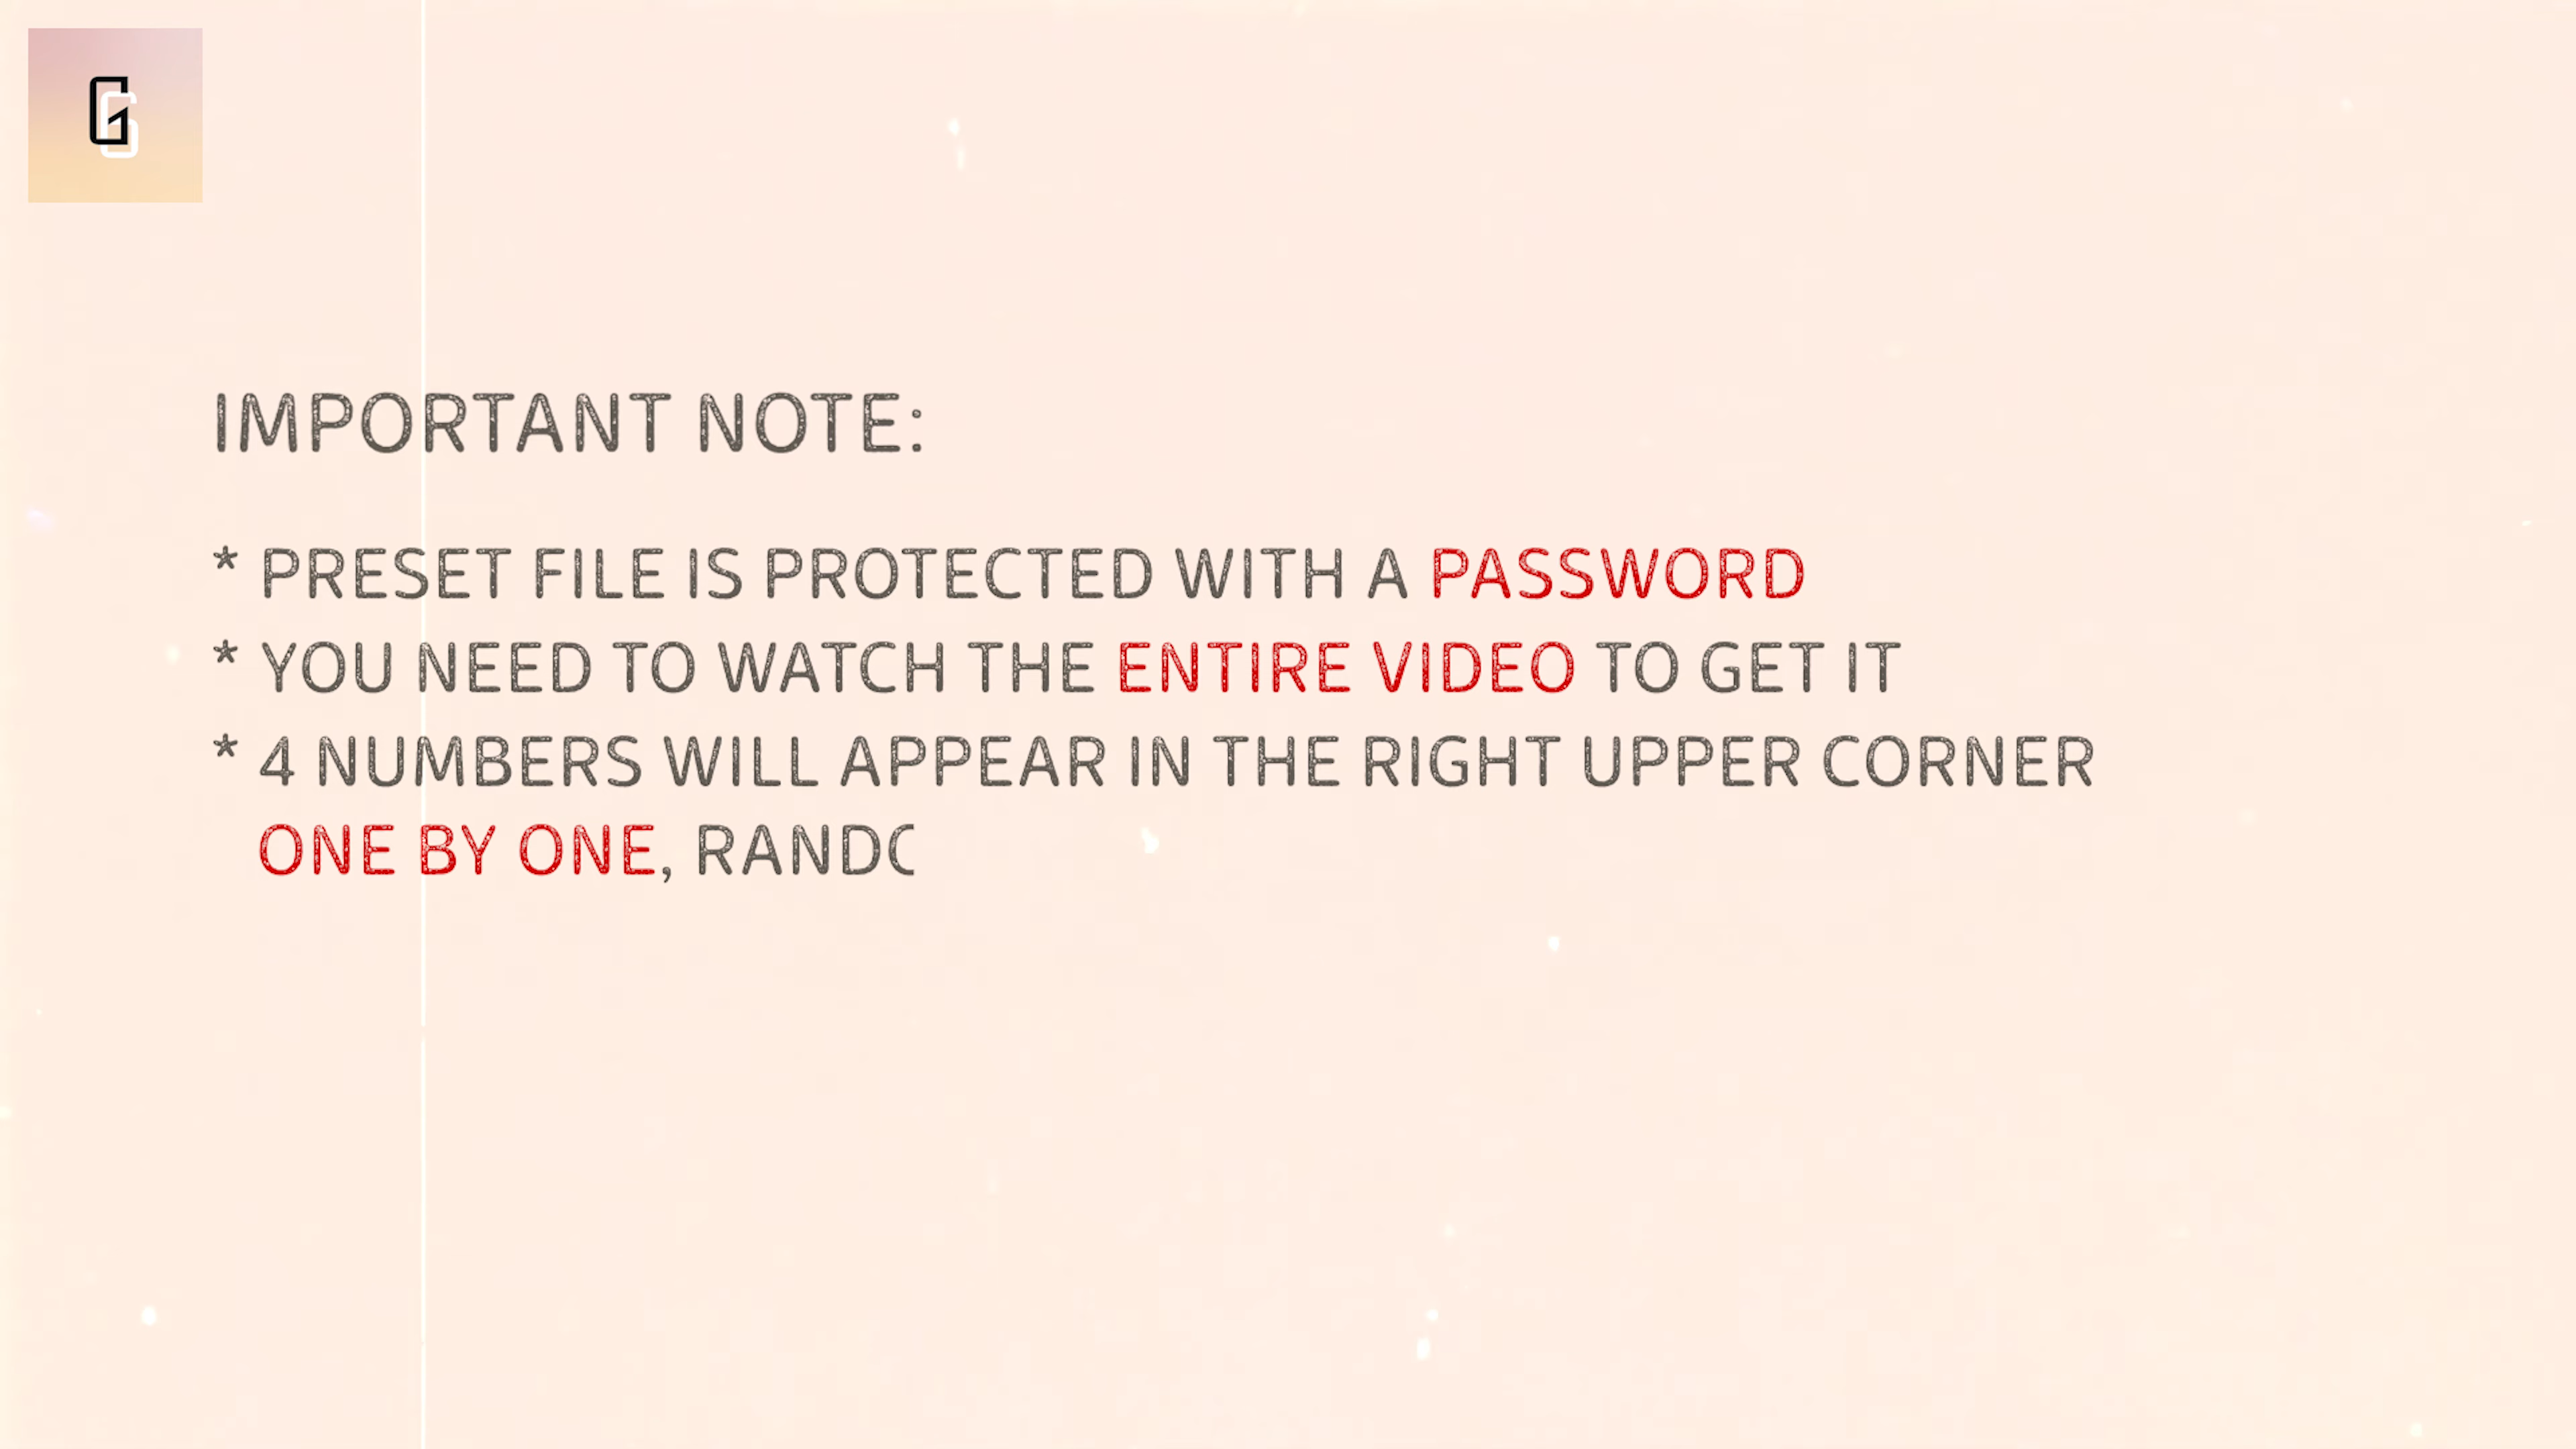 G
IMPORTANT NOTE:
* PRESET FILE IS PROTECTED WITH A PASSWORD
* YOU NEED TO WATCH THE ENTIRE VIDEO TO GET IT
* 4 NUMBERS WILL APPEAR IN THE RIGHT UPPER CORNER
ONE BY ONE,